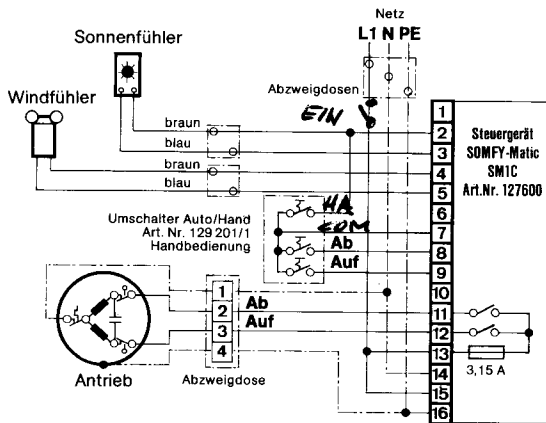 Netz
L1 N PE
Sonnenfühler
Abzweigdosen
Windfühler
EIN
braun
blau
braun
blau
1
2
3
4
5
6
7
8
9
10
11
12
13
14
15
16
Steuergerät
SOMFY-Matic
SM1C
Art.Nr. 127600
Umschalter Auto/Hand
Art. Nr. 129 201/1
Handbedienung
HA
COM
Ab
Auf
1
2
3
4
Ab
Auf
3,15 A
Antrieb
Abzweigdose